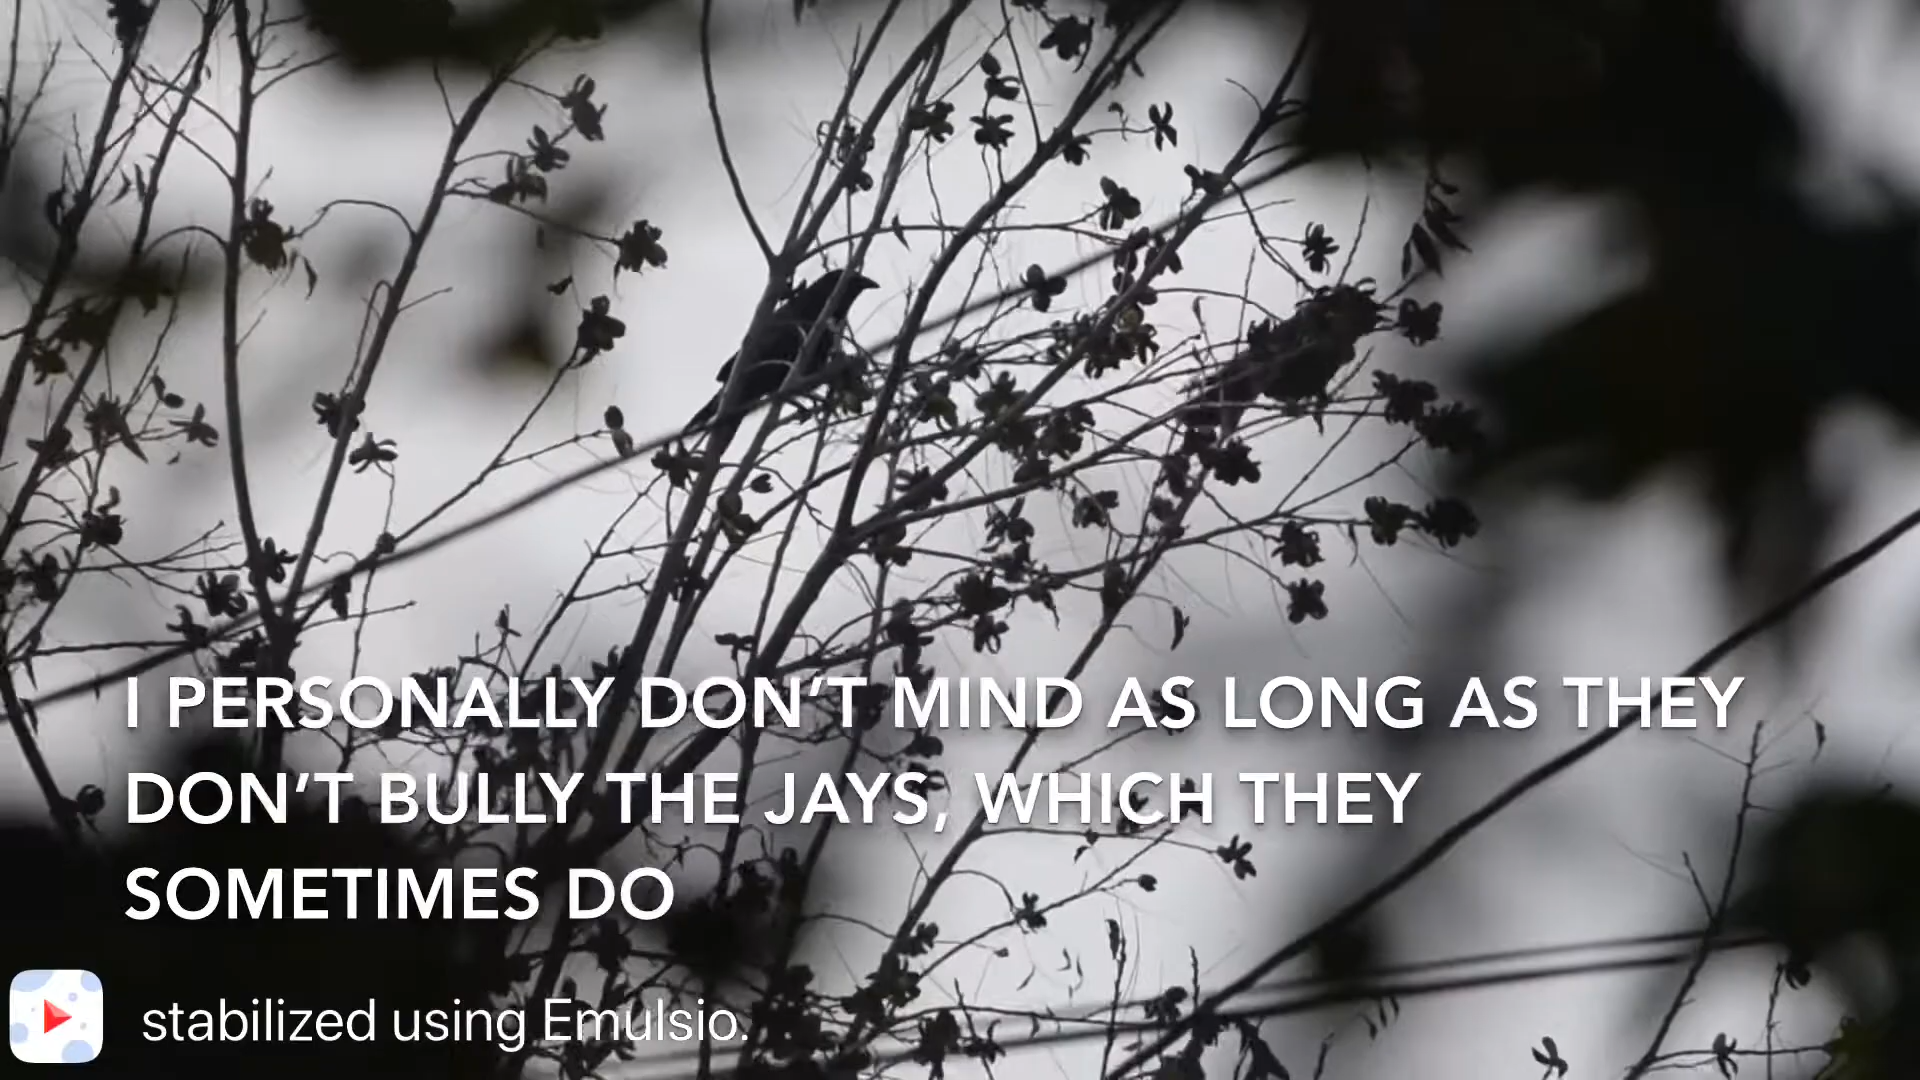 I PERSONALLY DON’T MIND AS LONG AS THEY
DON’T BULLY THE JAYS, WHICH THEY
SOMETIMES DO
stabilized using Emulsio.